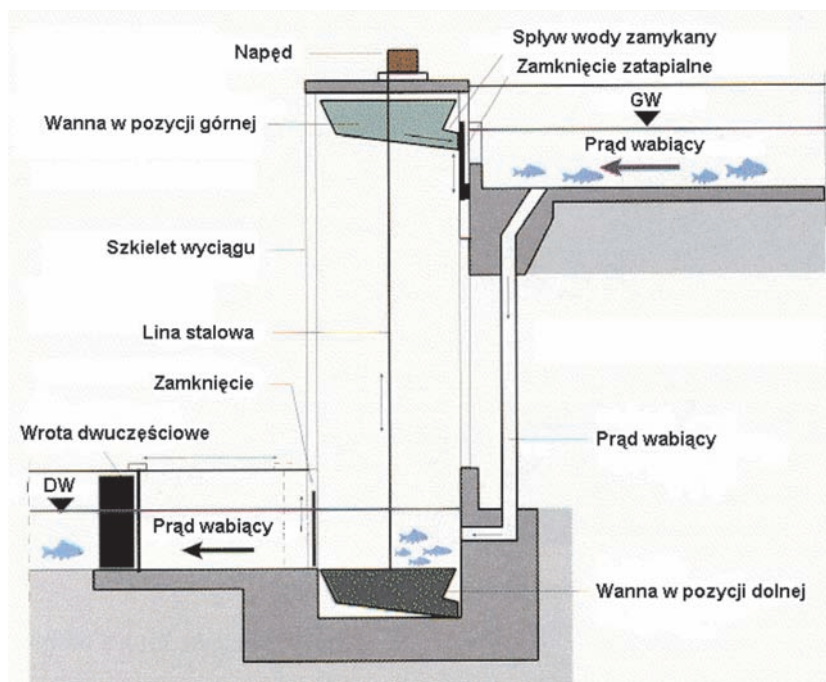 Napęd
Spływ wody zamykany
Zamknięcie zatapialne
GW
Wanna w pozycji górnej
Prąd wabiący
Szkielet wyciągu
Lina stalowa
Zamknięcie
Wrota dwuczęściowe
Prąd wabiący
DW
Prąd wabiący
Wanna w pozycji dolnej